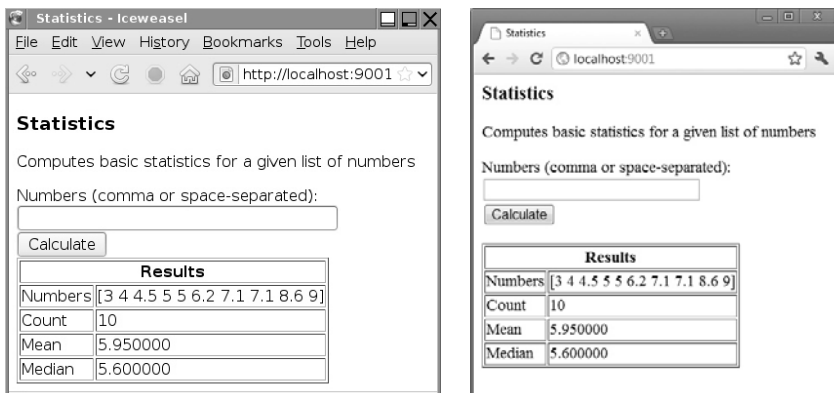 Statistics - Iceweasel
File Edit View History Bookmarks Tools Help
http://localhost:9001
Statistics
Computes basic statistics for a given list of numbers
Numbers (comma or space-separated):
Calculate
Results
Numbers [3 4 4.5 5 5 6.2 7.1 7.1 8.6 9]
Count 10
Mean 5.950000
Median 5.600000
Statistics
localhost:9001
Statistics
Computes basic statistics for a given list of numbers
Numbers (comma or space-separated):
Calculate
Results
Numbers [3 4 4.5 5 5 6.2 7.1 7.1 8.6 9]
Count 10
Mean 5.950000
Median 5.600000